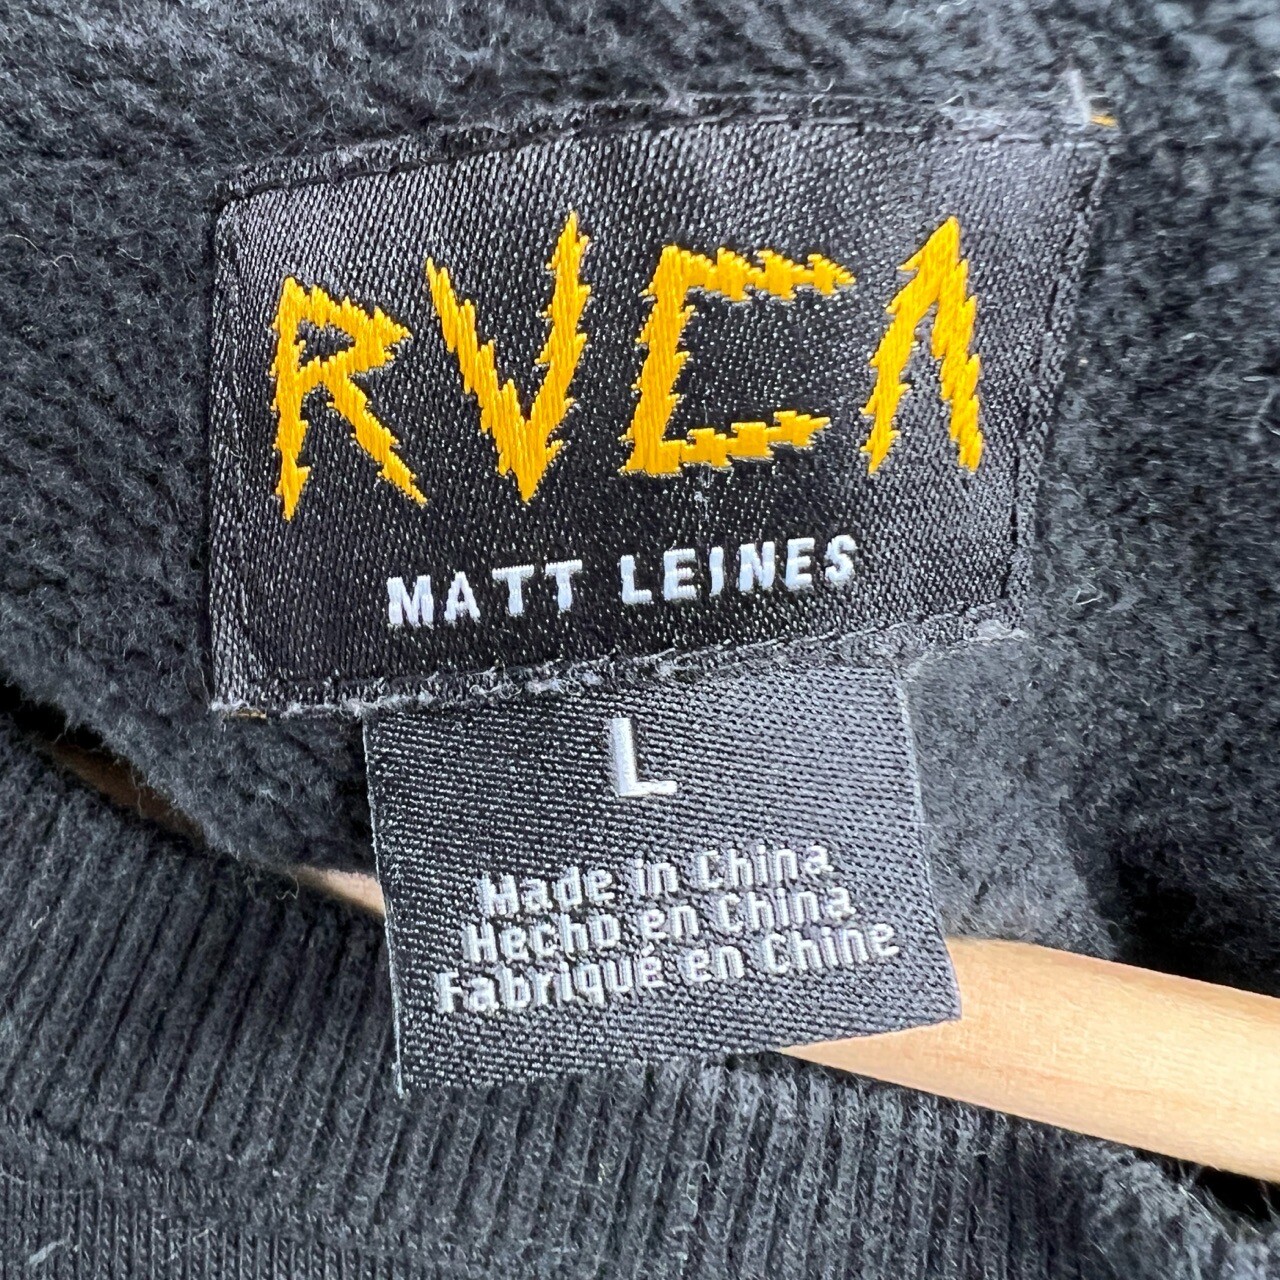 RVCA
MATT LEINES
L
Made in China
Hecho en China
Fabriqué en Chine